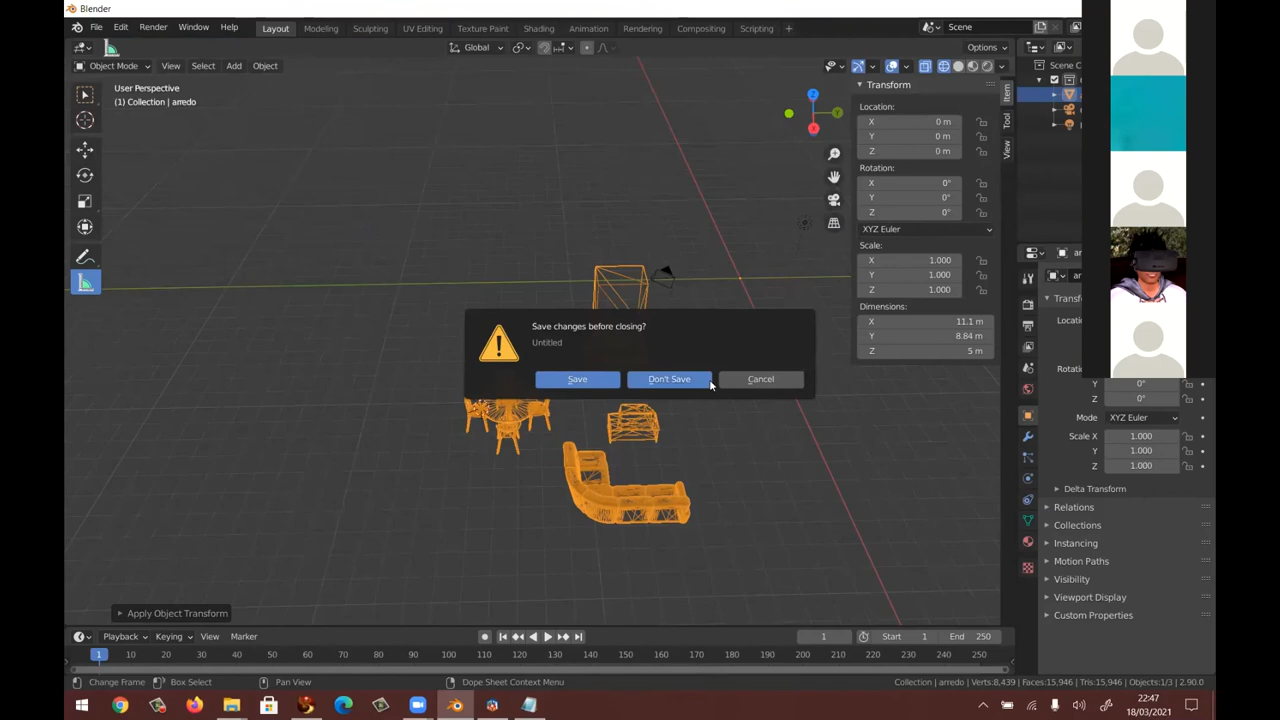 Blender
File Edit Render Window Help Layout Modeling Sculpting UV Editing Texture Paint Shading Animation Rendering Compositing Scripting Scene
Global Options
Object Mode View Select Add Object
User Perspective
(1) Collection | arredo
Z
Y
X
Transform
Location:
X 0 m
Y 0 m
Z 0 m
Rotation:
X 0°
Y 0°
Z 0°
XYZ Euler
Scale:
X 1.000
Y 1.000
Z 1.000
Dimensions:
X 11.1 m
Y 8.84 m
Z 5 m
Item
Tool
View
Scene C
Save changes before closing?
Untitled
Save Don't Save Cancel
Y 0°
Z 0°
Mode XYZ Euler
Scale X 1.000
Y 1.000
Z 1.000
Delta Transform
Relations
Collections
Instancing
Motion Paths
Visibility
Viewport Display
Custom Properties
Apply Object Transform
Playback Keying View Marker 1 Start 1 End 250
1 10 20 30 40 50 60 70 80 90 100 110 120 130 140 150 160 170 180 190 200 210 220 230 240 250
Change Frame Box Select Pan View Dope Sheet Context Menu Collection | arredo | Verts:8,439 | Faces:15,946 | Tris:15,946 | Objects:1/3 | 2.90.0
22:47
18/03/2021